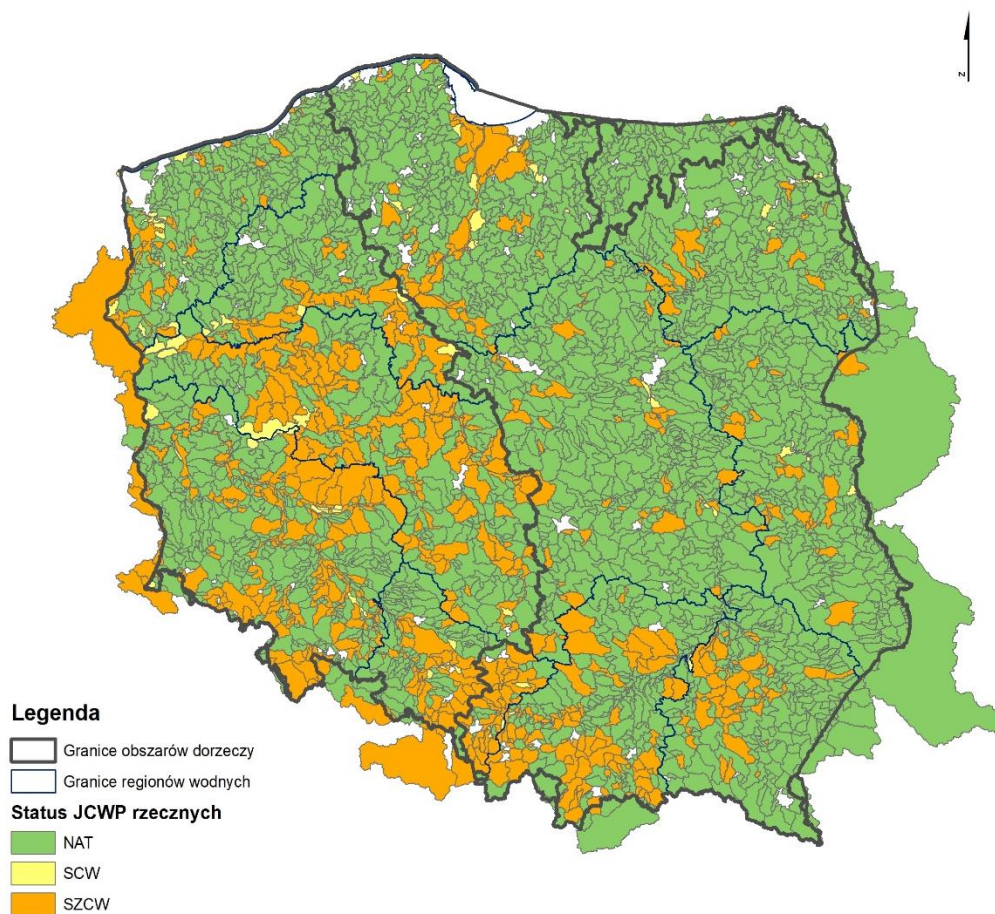 z
Legenda
Granice obszarów dorzeczy
Granice regionów wodnych
Status JCWP rzecznych
NAT
SCW
SZCW